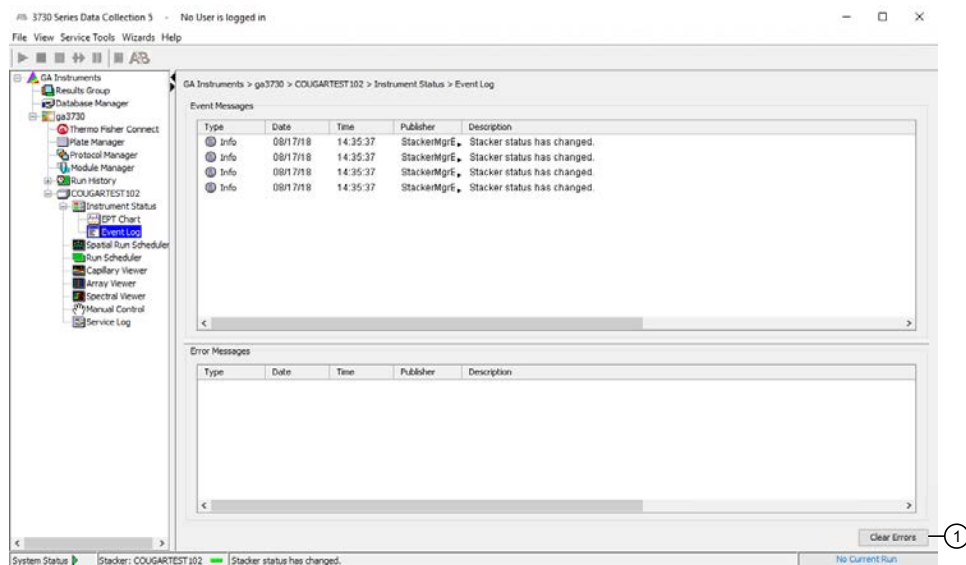 3730 Series Data Collection 5 - No User is logged in
File View Service Tools Wizards Help
GA Instruments
Results Group
Database Manager
ga3730
Thermo Fisher Connect
Plate Manager
Protocol Manager
Module Manager
Run History
COUGARTEST102
Instrument Status
EPT Chart
Event Log
Spatial Run Scheduler
Run Scheduler
Capillary Viewer
Array Viewer
Spectral Viewer
Manual Control
Service Log
GA Instruments > ga3730 > COUGARTEST102 > Instrument Status > Event Log
Event Messages
Type Date Time Publisher Description
Info 08/17/18 14:35:37 StackerMgrE Stacker status has changed.
Info 08/17/18 14:35:37 StackerMgrE Stacker status has changed.
Info 08/17/18 14:35:37 StackerMgrE Stacker status has changed.
Info 08/17/18 14:35:37 StackerMgrE Stacker status has changed.
Error Messages
Type Date Time Publisher Description
Clear Errors 1
System Status Stacker: COUGARTEST102 Stacker status has changed. No Current Run